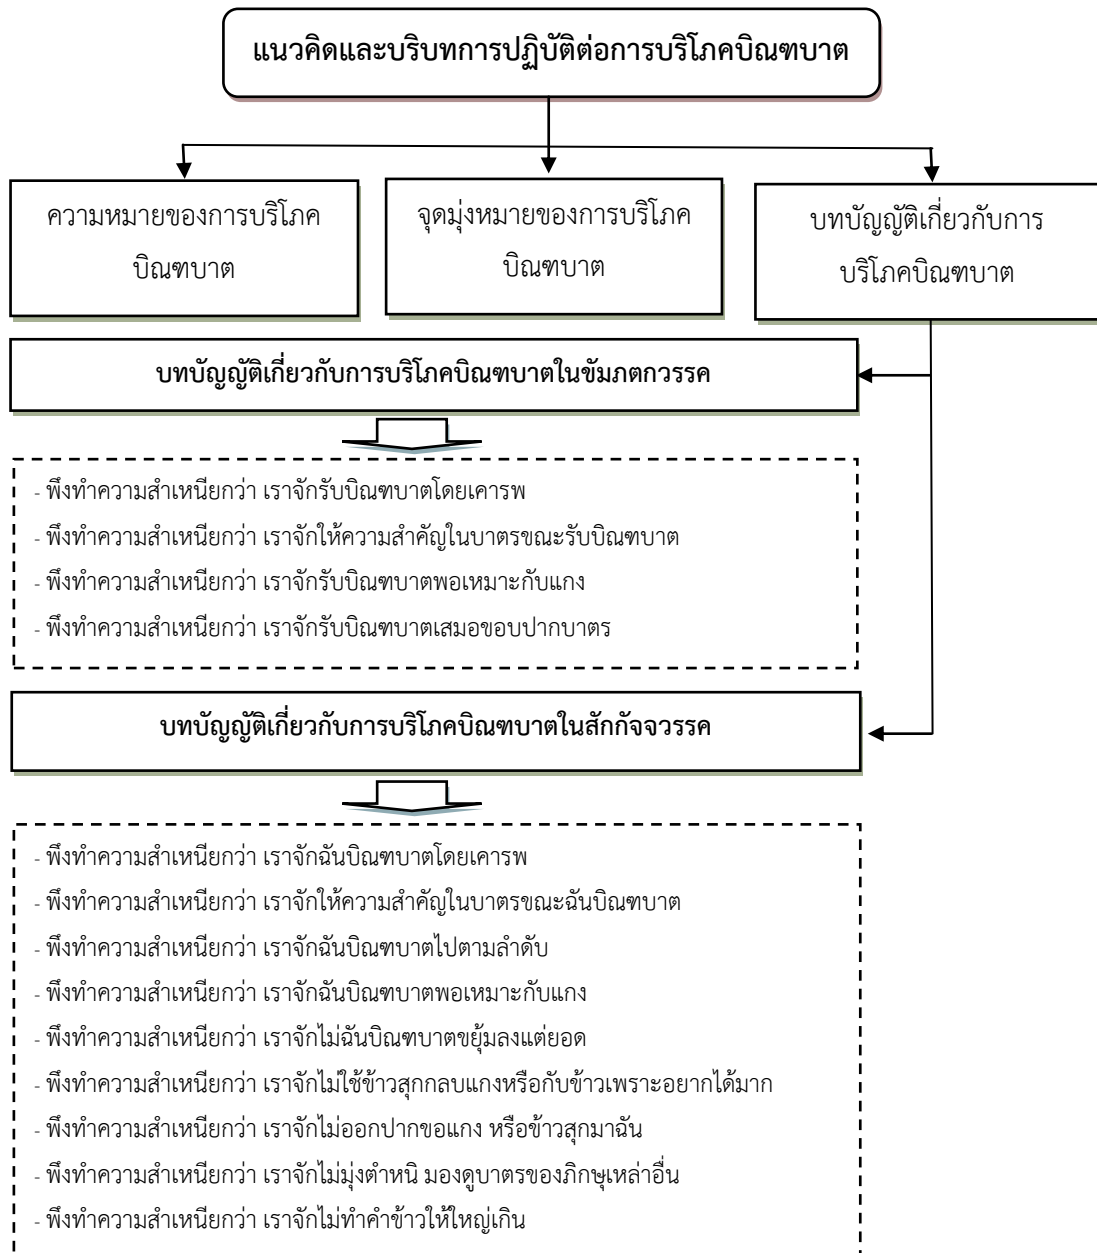 แนวคิดและบริบทการปฏิบัติต่อการบริโภคบิณฑบาต
ความหมายของการบริโภค
บิณฑบาต
จุดมุ่งหมายของการบริโภค
บิณฑบาต
บทบัญญัติเกี่ยวกับการ
บริโภคบิณฑบาต
บทบัญญัติเกี่ยวกับการบริโภคบิณฑบาตในขัมภตกวรรค
- พึงทำความสำเหนียกว่า เราจักรับบิณฑบาตโดยเคารพ
- พึงทำความสำเหนียกว่า เราจักให้ความสำคัญในบาตรขณะรับบิณฑบาต
- พึงทำความสำเหนียกว่า เราจักรับบิณฑบาตพอเหมาะกับแกง
- พึงทำความสำเหนียกว่า เราจักรับบิณฑบาตเสมอขอบปากบาตร
บทบัญญัติเกี่ยวกับการบริโภคบิณฑบาตในสักกัจจวรรค
- พึงทำความสำเหนียกว่า เราจักฉันบิณฑบาตโดยเคารพ
- พึงทำความสำเหนียกว่า เราจักให้ความสำคัญในบาตรขณะฉันบิณฑบาต
- พึงทำความสำเหนียกว่า เราจักฉันบิณฑบาตไปตามลำดับ
- พึงทำความสำเหนียกว่า เราจักฉันบิณฑบาตพอเหมาะกับแกง
- พึงทำความสำเหนียกว่า เราจักไม่ฉันบิณฑบาตขยุ้มลงแต่ยอด
- พึงทำความสำเหนียกว่า เราจักไม่ใช้ข้าวสุกกลบแกงหรือกับข้าวเพราะอยากได้มาก
- พึงทำความสำเหนียกว่า เราจักไม่ออกปากขอแกง หรือข้าวสุกมาฉัน
- พึงทำความสำเหนียกว่า เราจักไม่มุ่งตำหนิ มองดูบาตรของภิกษุเหล่าอื่น
- พึงทำความสำเหนียกว่า เราจักไม่ทำคำข้าวให้ใหญ่เกิน